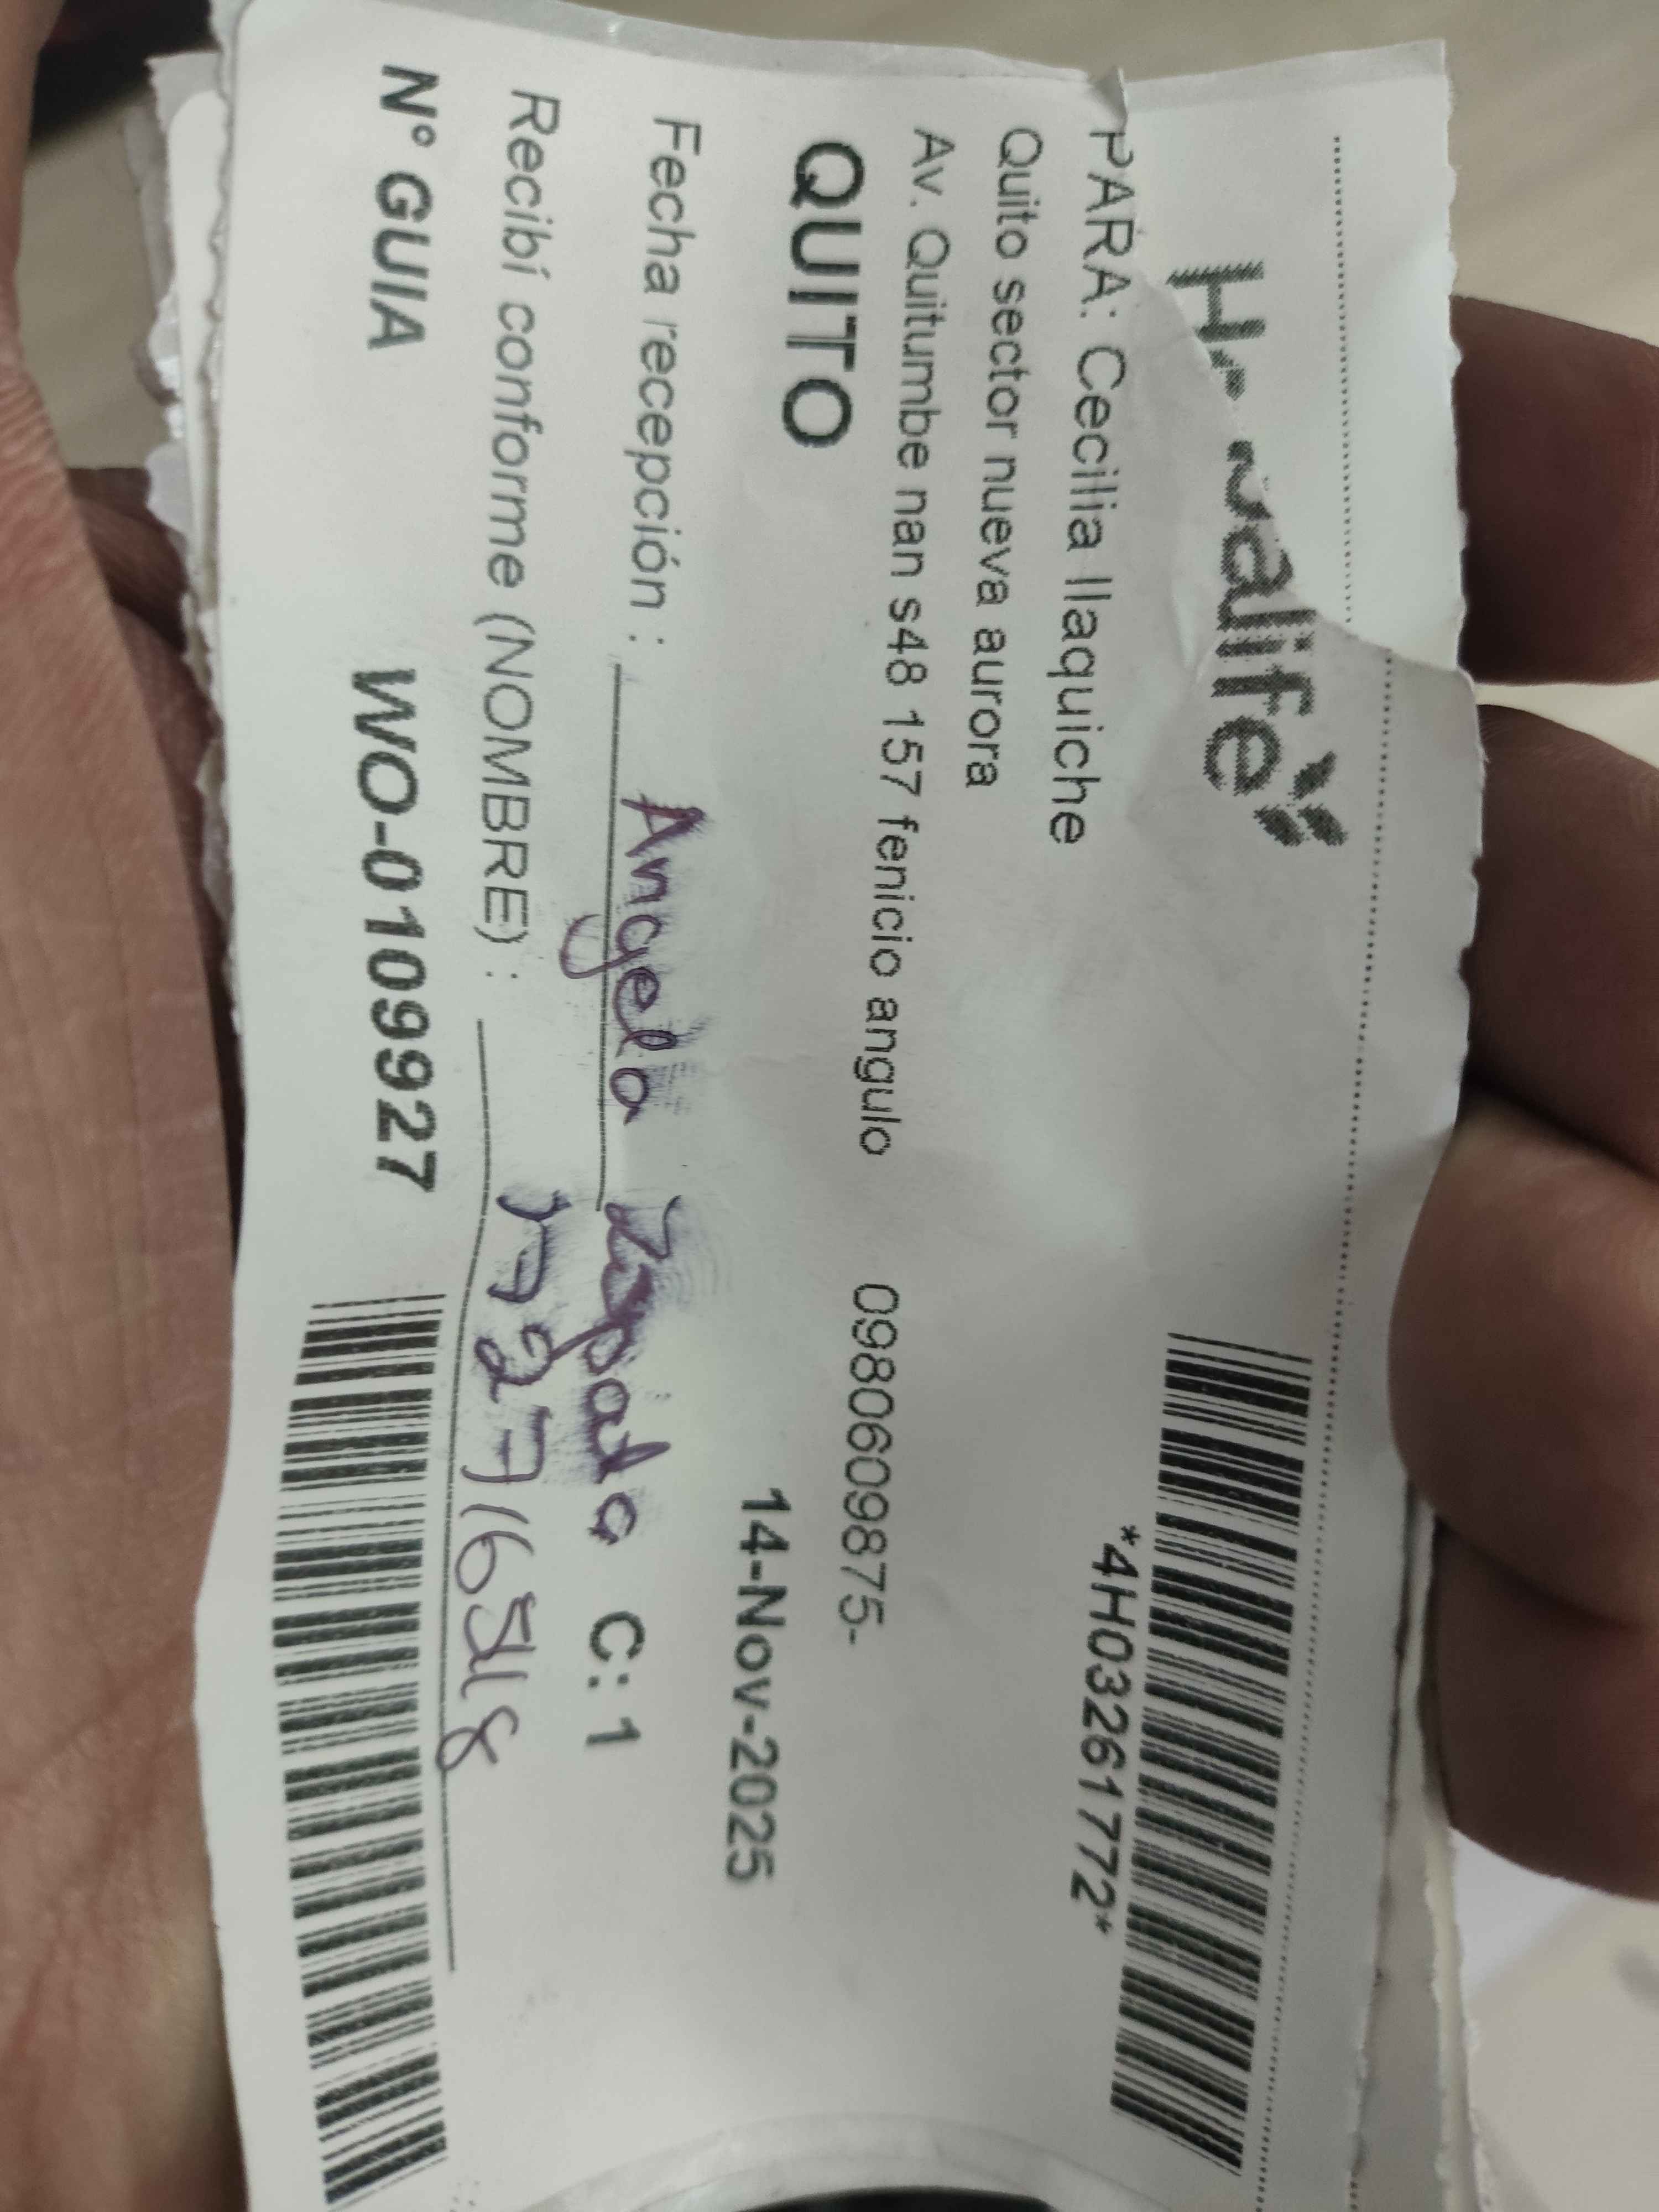 *4H03261772*
PARA: Cecilia llaquiche
Quito sector nueva aurora
Av. Quitumbe nan s48 157 fenicio angulo 0980609875-
QUITO 14-Nov-2025
Fecha recepción : Angela Zapata C: 1
Recibí conforme (NOMBRE) :
N° GUIA WO-0109927